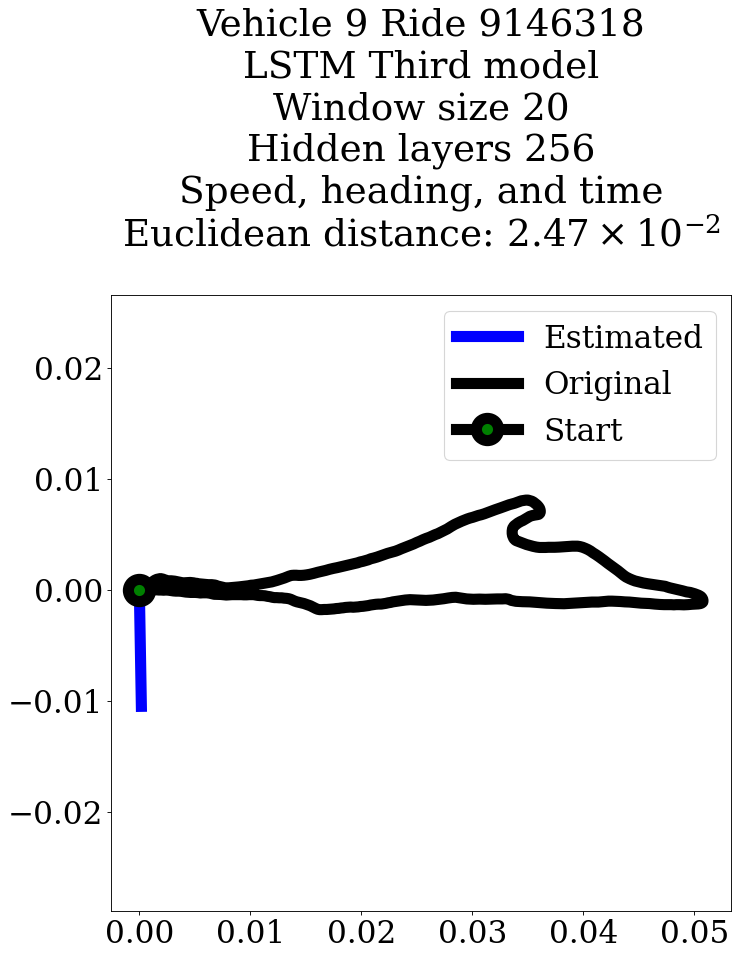 Vehicle 9 Ride 9146318
LSTM Third model
Window size 20
Hidden layers 256
Speed, heading, and time
Euclidean distance: 2.47 × 10⁻²
Estimated
Original
Start
0.02
0.01
0.00
−0.01
−0.02
0.00 0.01 0.02 0.03 0.04 0.05